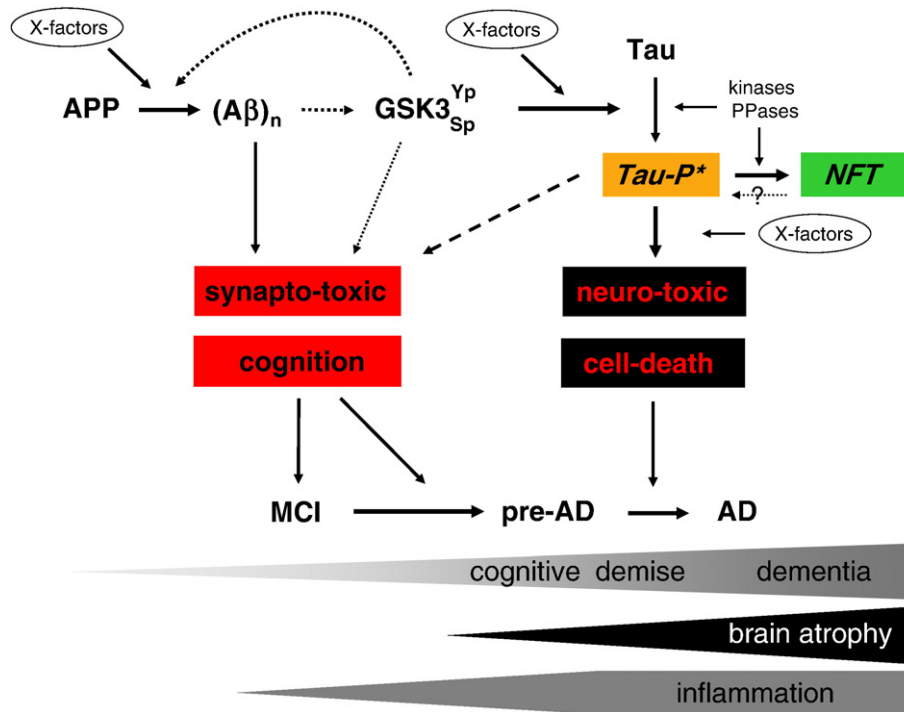 X-factors
X-factors
Tau
APP
(Aβ)n
GSK3 Yp Sp
kinases
PPases
Tau-P*
?
NFT
X-factors
synapto-toxic
neuro-toxic
cognition
cell-death
MCI
pre-AD
AD
cognitive demise dementia
brain atrophy
inflammation